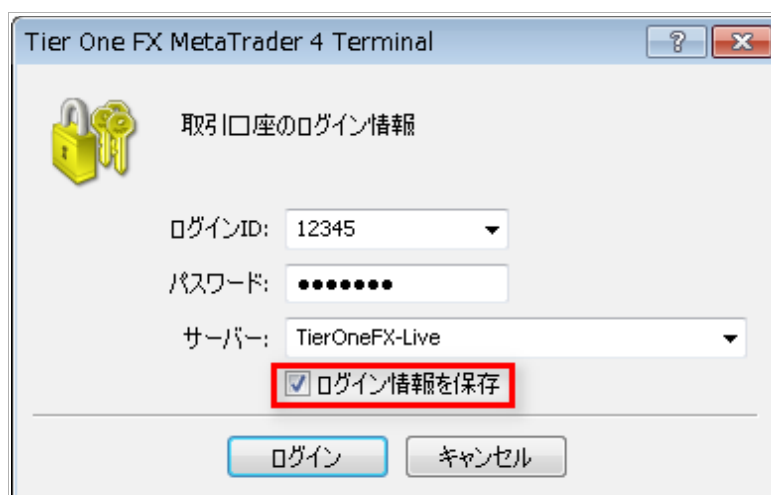 Tier One FX MetaTrader 4 Terminal
取引口座のログイン情報
ログインID: 12345
パスワード: ●●●●●●●
サーバー: TierOneFX-Live
ログイン情報を保存
ログイン キャンセル